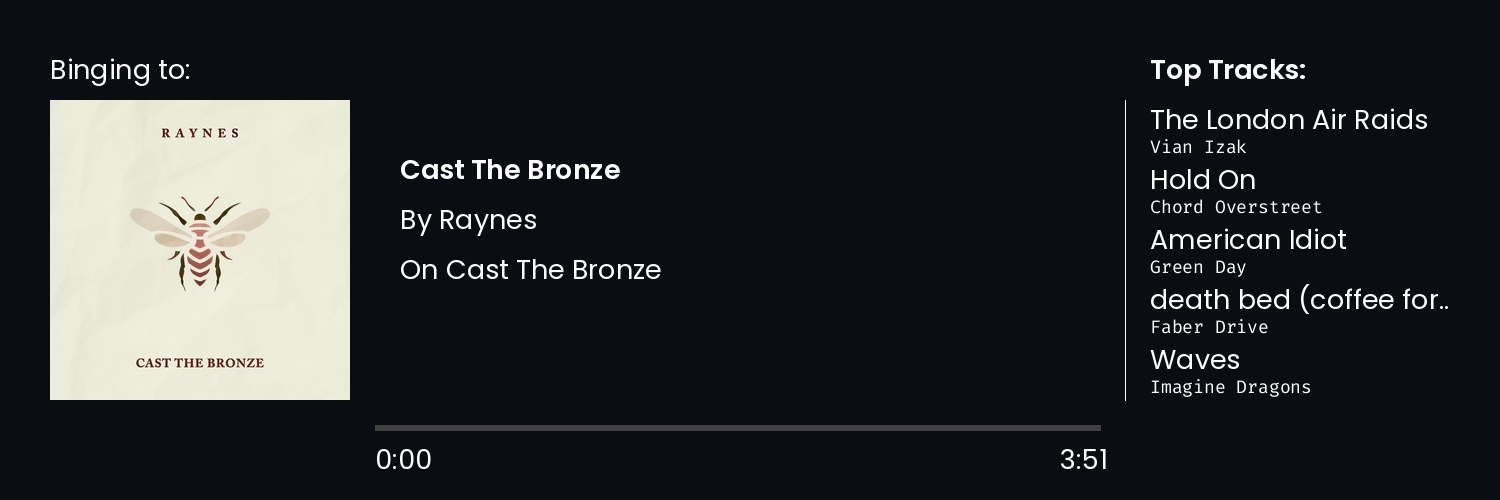 Binging to:
RAYNES
CAST THE BRONZE
Cast The Bronze
By Raynes
On Cast The Bronze
0:00
3:51
Top Tracks:
The London Air Raids
Vian Izak
Hold On
Chord Overstreet
American Idiot
Green Day
death bed (coffee for..
Faber Drive
Waves
Imagine Dragons